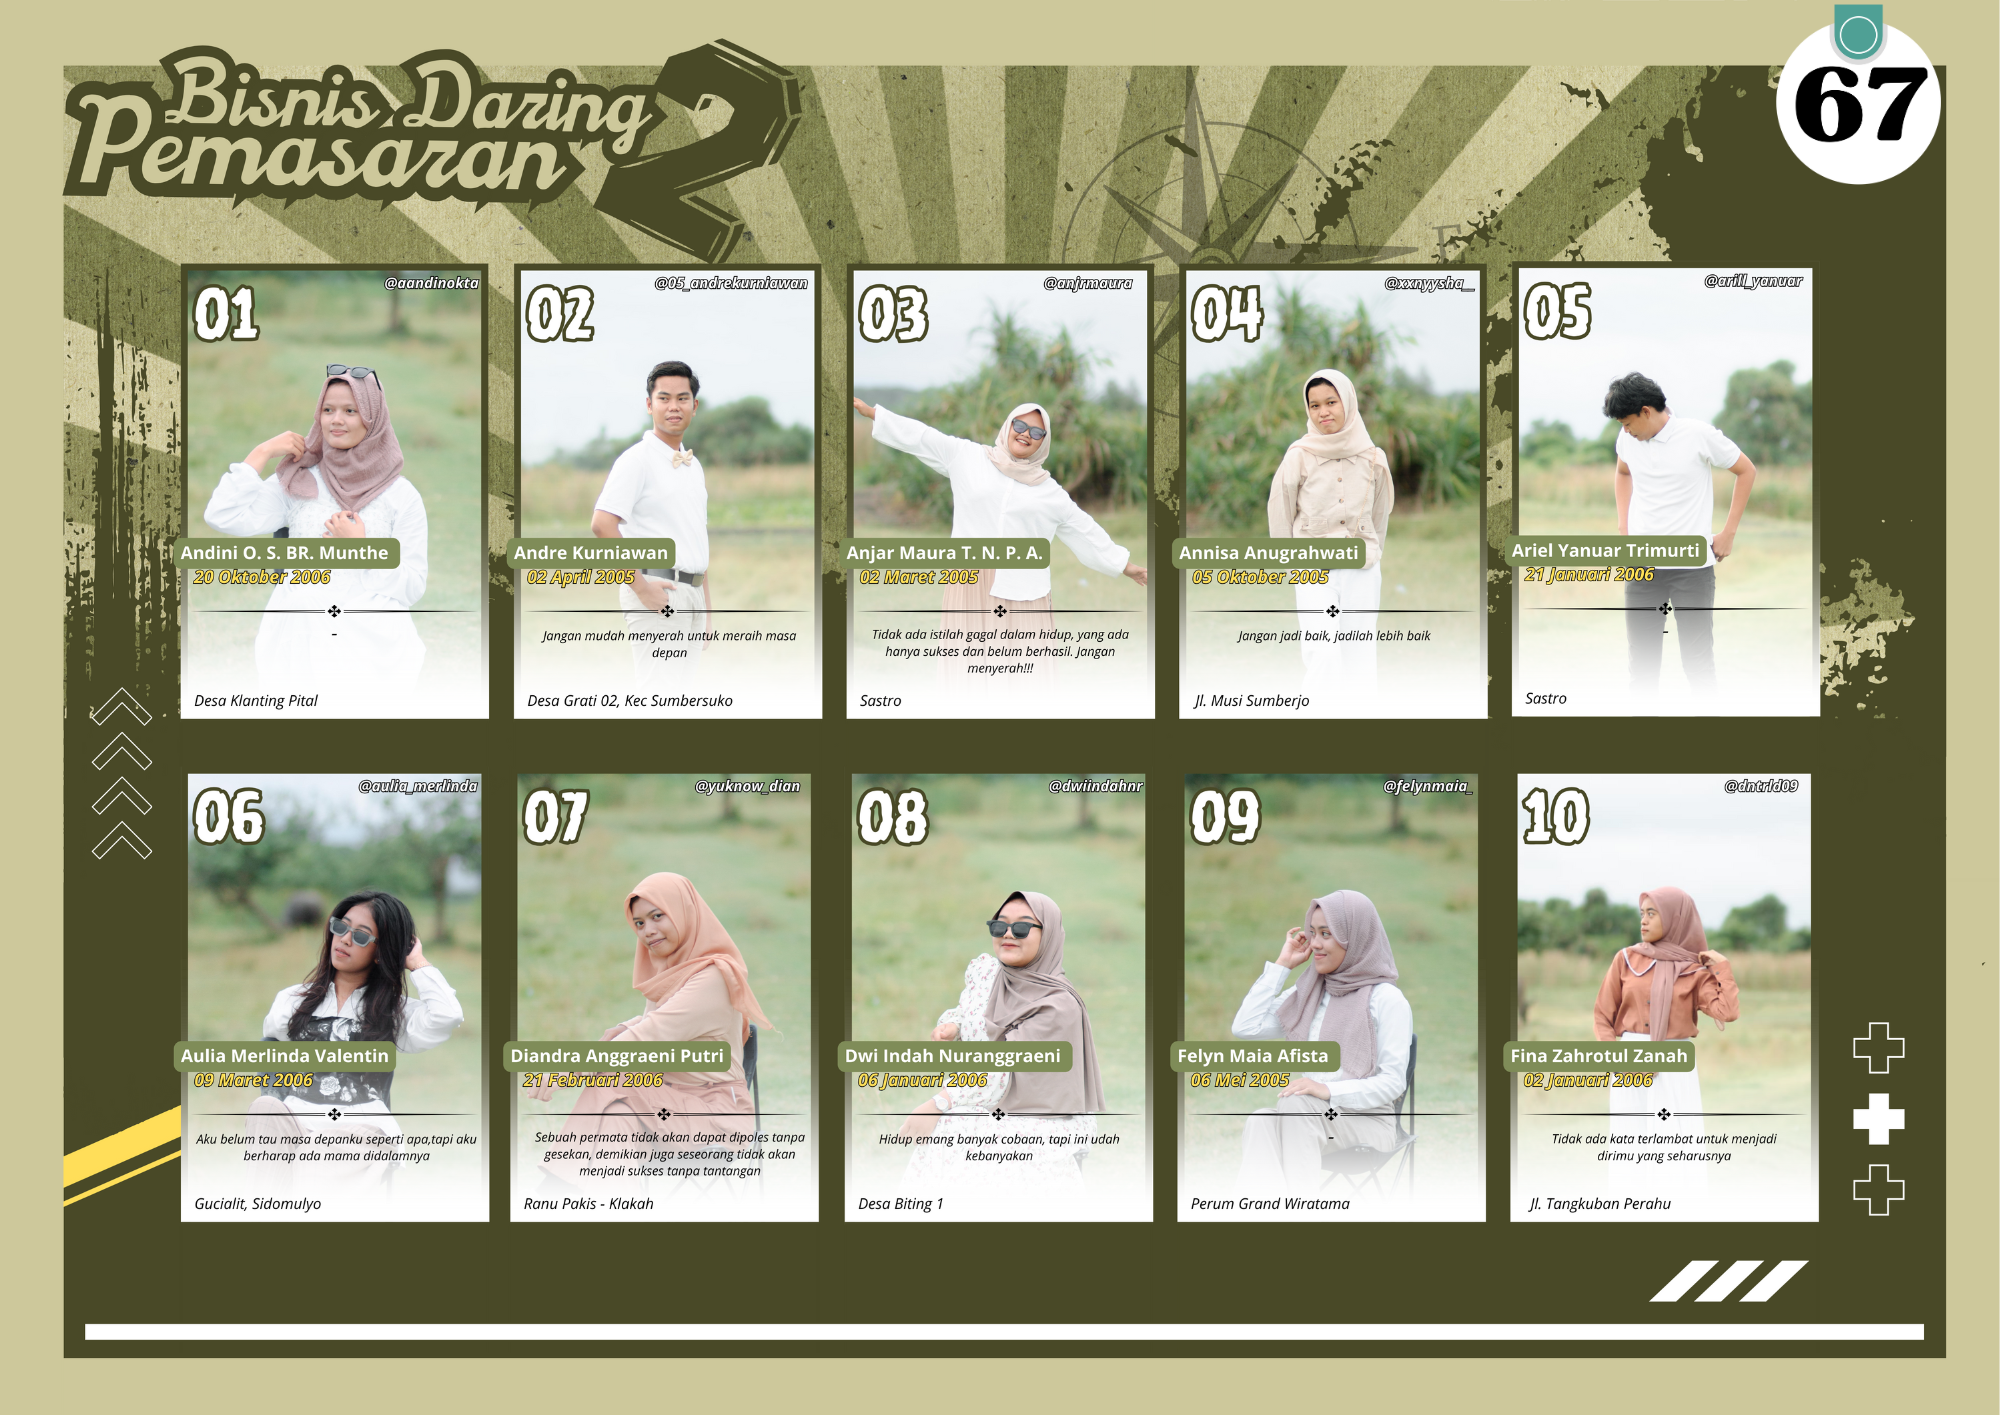 Bisnis Daring
Pemasaran 2
67
@aandinokta
01
Andini O. S. BR. Munthe
20 Oktober 2006
-
Desa Klanting Pital
@05_andrekurniawan
02
Andre Kurniawan
02 April 2005
Jangan mudah menyerah untuk meraih masa
depan
Desa Grati 02, Kec Sumbersuko
@anjrmaura
03
Anjar Maura T. N. P. A.
02 Maret 2005
Tidak ada istilah gagal dalam hidup, yang ada
hanya sukses dan belum berhasil. Jangan
menyerah!!!
Sastro
@xxnyysha__
04
Annisa Anugrahwati
05 Oktober 2005
Jangan jadi baik, jadilah lebih baik
Jl. Musi Sumberjo
@arill_yanuar
05
Ariel Yanuar Trimurti
21 Januari 2006
-
Sastro
@aulia_merlinda
06
Aulia Merlinda Valentin
09 Maret 2006
Aku belum tau masa depanku seperti apa,tapi aku
berharap ada mama didalamnya
Gucialit, Sidomulyo
@yuknow_dian
07
Diandra Anggraeni Putri
21 Februari 2006
Sebuah permata tidak akan dapat dipoles tanpa
gesekan, demikian juga seseorang tidak akan
menjadi sukses tanpa tantangan
Ranu Pakis - Klakah
@dwiindahnr
08
Dwi Indah Nuranggraeni
06 Januari 2006
Hidup emang banyak cobaan, tapi ini udah
kebanyakan
Desa Biting 1
@felynmaia_
09
Felyn Maia Afista
06 Mei 2005
-
Perum Grand Wiratama
@dntrld09
10
Fina Zahrotul Zanah
02 Januari 2006
Tidak ada kata terlambat untuk menjadi
dirimu yang seharusnya
Jl. Tangkuban Perahu